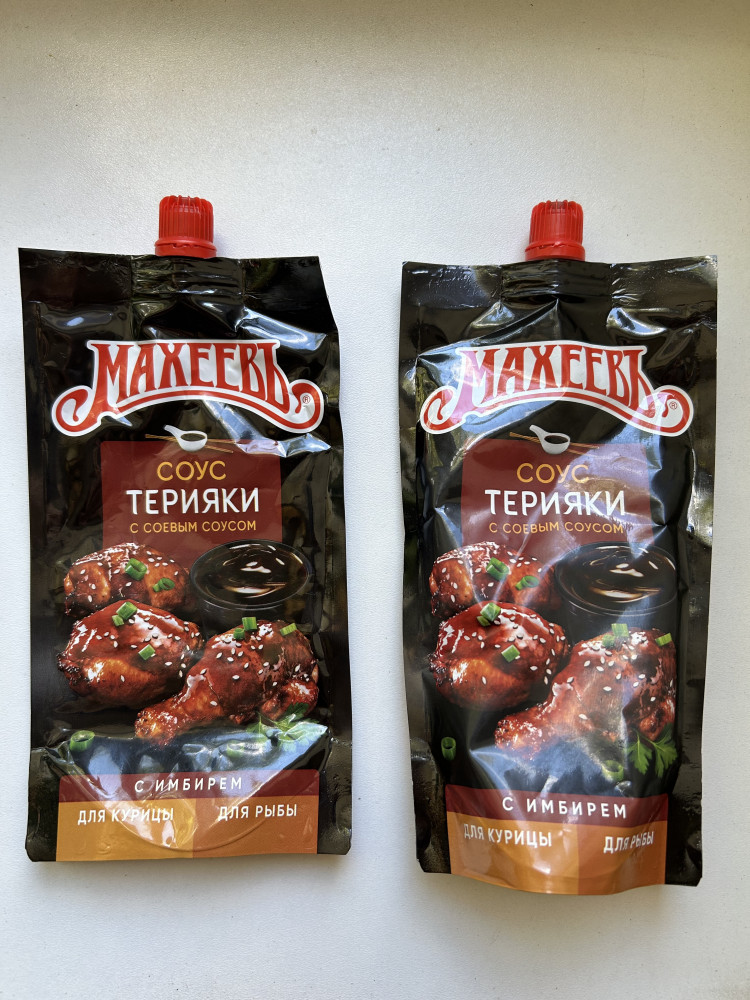 МАХЕЕВЪ®
СОУС
ТЕРИЯКИ
С СОЕВЫМ СОУСОМ
С ИМБИРЕМ
ДЛЯ КУРИЦЫ ДЛЯ РЫБЫ
МАХЕЕВЪ®
СОУС
ТЕРИЯКИ
С СОЕВЫМ СОУСОМ
С ИМБИРЕМ
ДЛЯ КУРИЦЫ ДЛЯ РЫБЫ